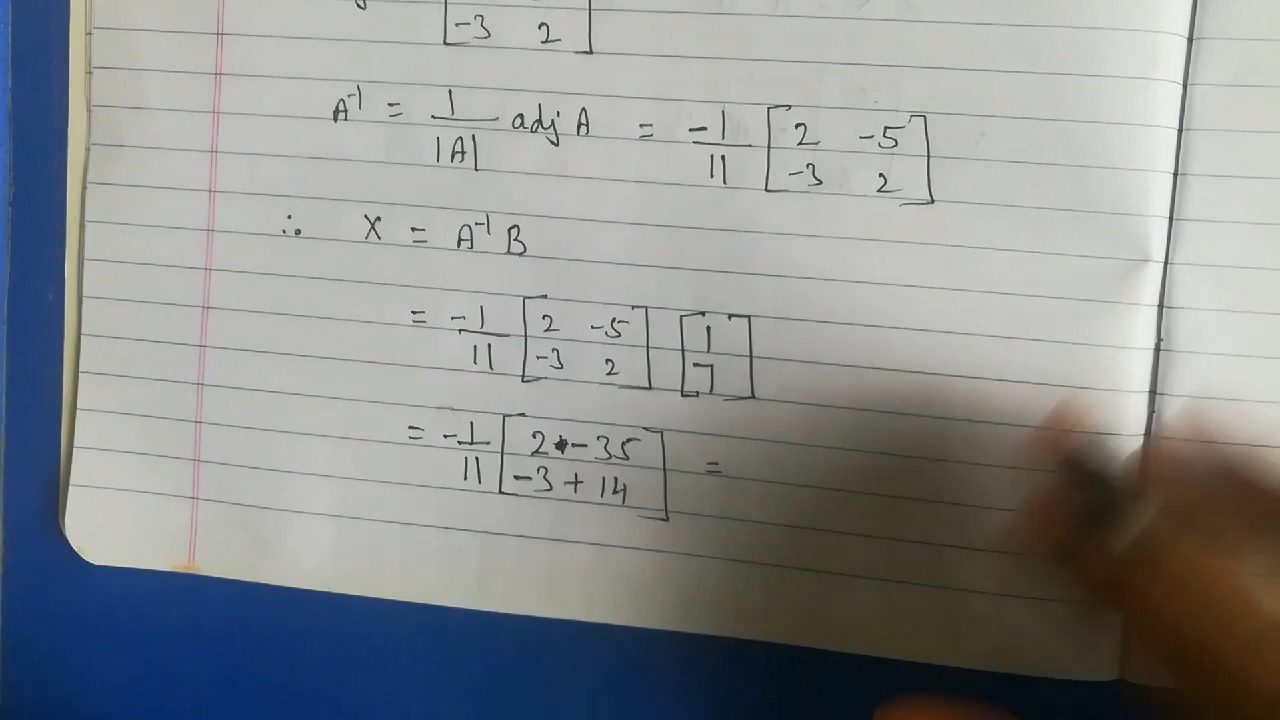 -3 2
A⁻¹ = 1/|A| adj A = -1/11 [2 -5; -3 2]
∴ X = A⁻¹ B
= -1/11 [2 -5; -3 2] [1; 7]
= -1/11 [2 - 35; -3 + 14] =